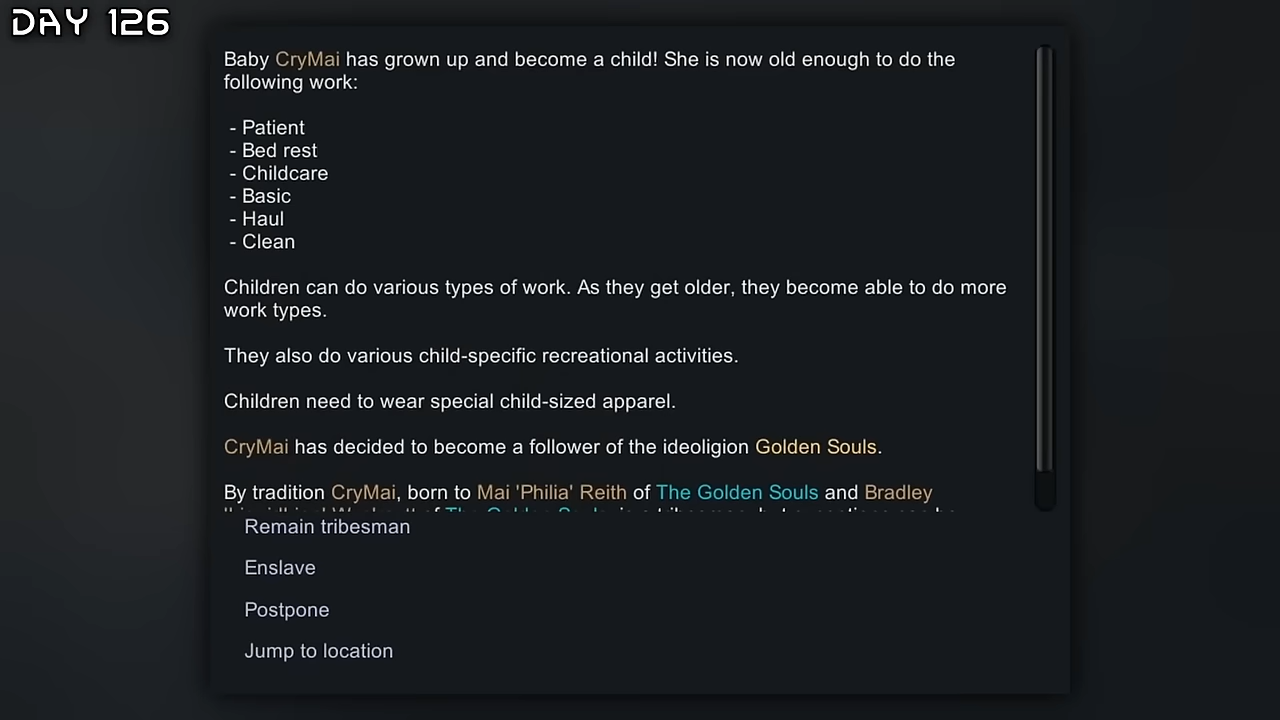 DAY 126
Baby CryMai has grown up and become a child! She is now old enough to do the
following work:
- Patient
- Bed rest
- Childcare
- Basic
- Haul
- Clean
Children can do various types of work. As they get older, they become able to do more
work types.
They also do various child-specific recreational activities.
Children need to wear special child-sized apparel.
CryMai has decided to become a follower of the ideoligion Golden Souls.
By tradition CryMai, born to Mai 'Philia' Reith of The Golden Souls and Bradley
Remain tribesman
Enslave
Postpone
Jump to location